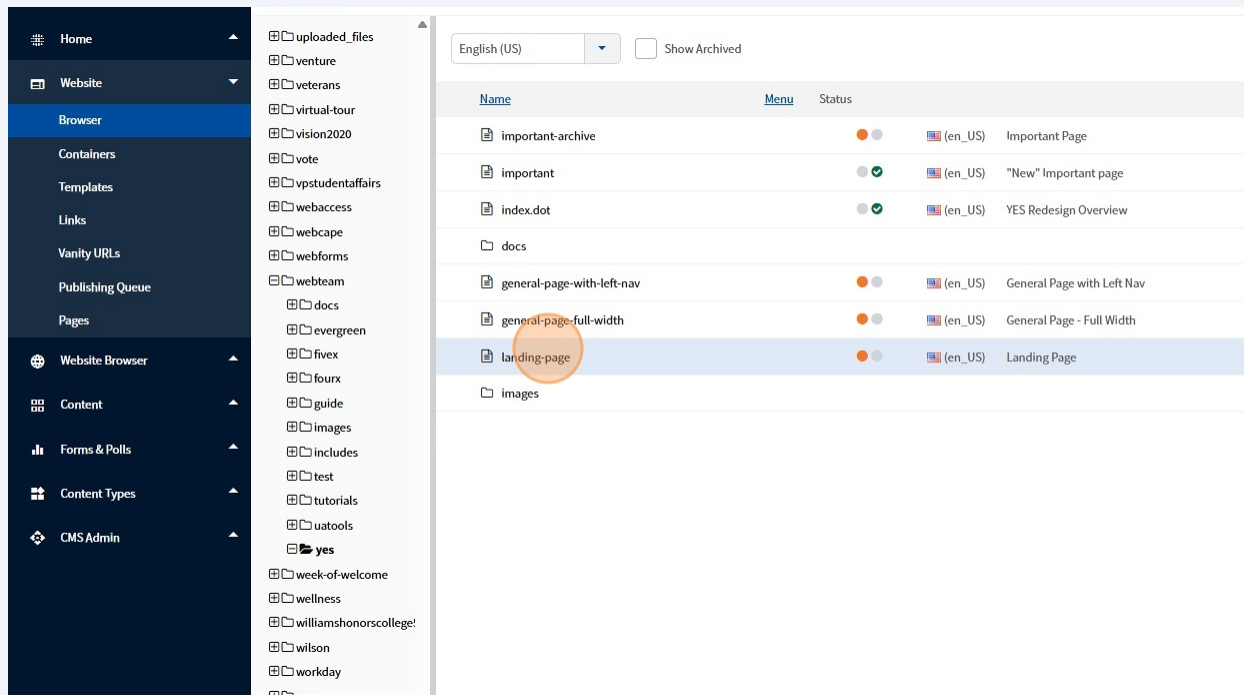 Home
Website
Browser
Containers
Templates
Links
Vanity URLs
Publishing Queue
Pages
Website Browser
Content
Forms & Polls
Content Types
CMS Admin
uploaded_files
venture
veterans
virtual-tour
vision2020
vote
vpstudentaffairs
webaccess
webcape
webforms
webteam
docs
evergreen
fivex
fourx
guide
images
includes
test
tutorials
uatools
yes
week-of-welcome
wellness
williamshonorscollege
wilson
workday
English (US)
Show Archived
Name Menu Status
important-archive (en_US) Important Page
important (en_US) "New" Important page
index.dot (en_US) YES Redesign Overview
docs
general-page-with-left-nav (en_US) General Page with Left Nav
general-page-full-width (en_US) General Page - Full Width
landing-page (en_US) Landing Page
images